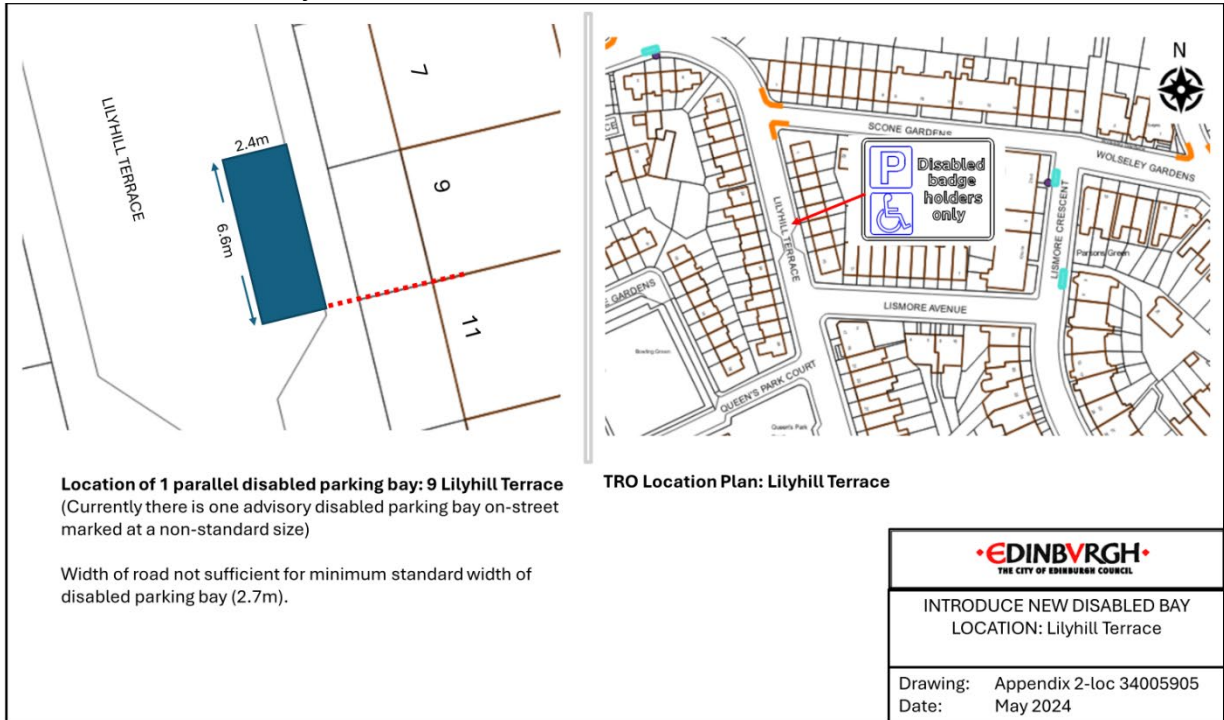 LILYHILL TERRACE
2.4m
6.6m
7
9
11
N
SCONE GARDENS
WOLSELEY GARDENS
P
Disabled
badge
holders
only
LILYHILL TERRACE
LISMORE CRESCENT
Parsons Green
LISMORE AVENUE
GARDENS
Bowling Green
QUEEN'S PARK COURT
Queen's Park
Location of 1 parallel disabled parking bay: 9 Lilyhill Terrace
(Currently there is one advisory disabled parking bay on-street
marked at a non-standard size)
Width of road not sufficient for minimum standard width of
disabled parking bay (2.7m).
TRO Location Plan: Lilyhill Terrace
•EDINBVRGH•
THE CITY OF EDINBURGH COUNCIL
INTRODUCE NEW DISABLED BAY
LOCATION: Lilyhill Terrace
Drawing: Appendix 2-loc 34005905
Date: May 2024